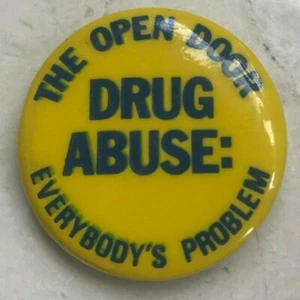 THE OPEN DOOR
DRUG
ABUSE:
EVERYBODY'S PROBLEM